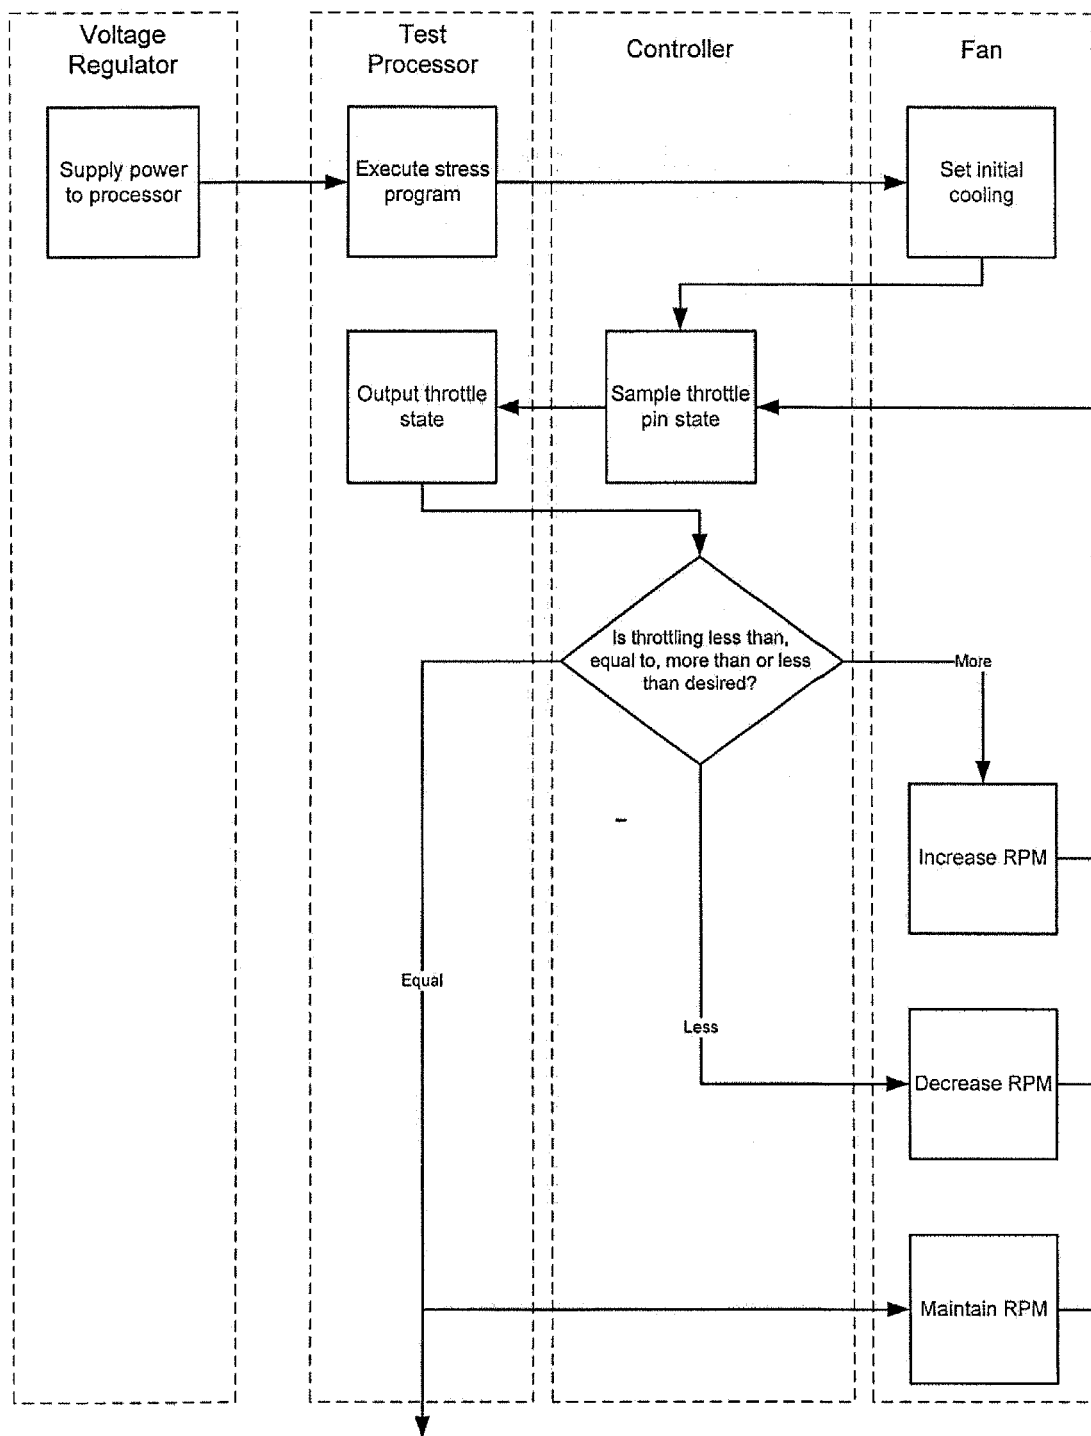 Voltage
Regulator
Test
Processor
Controller
Fan
Supply power
to processor
Execute stress
program
Set initial
cooling
Output throttle
state
Sample throttle
pin state
Is throttling less than,
equal to, more than or less
than desired?
More
Increase RPM
Equal
Less
Decrease RPM
Maintain RPM